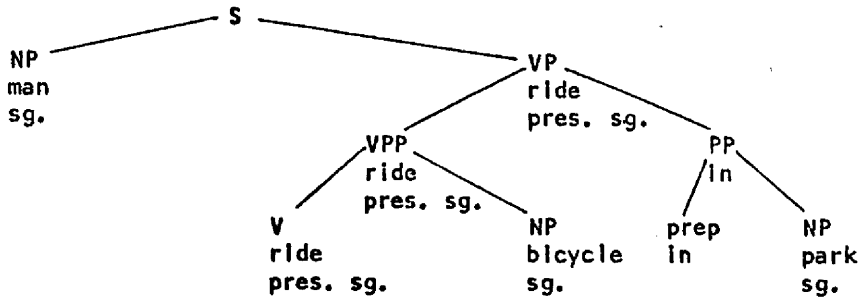 S
NP
VP
man
ride
sg.
pres. sg.
VPP
PP
ride
in
pres. sg.
V
NP
prep
NP
ride
bicycle
in
park
pres. sg.
sg.
sg.